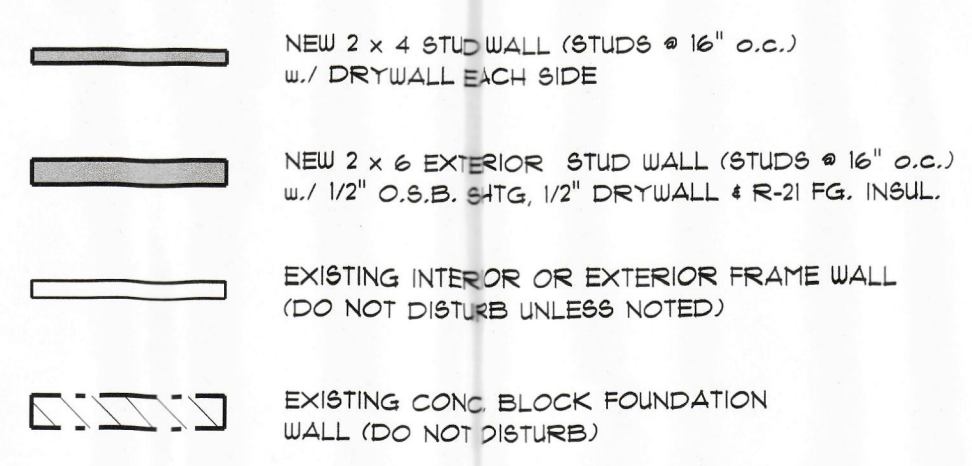 NEW 2 x 4 STUD WALL (STUDS @ 16" O.C.)
W./ DRYWALL EACH SIDE
NEW 2 x 6 EXTERIOR STUD WALL (STUDS @ 16" O.C.)
W./ 1/2" O.S.B. SHTG, 1/2" DRYWALL & R-21 FG. INSUL.
EXISTING INTERIOR OR EXTERIOR FRAME WALL
(DO NOT DISTURB UNLESS NOTED)
EXISTING CONC. BLOCK FOUNDATION
WALL (DO NOT DISTURB)